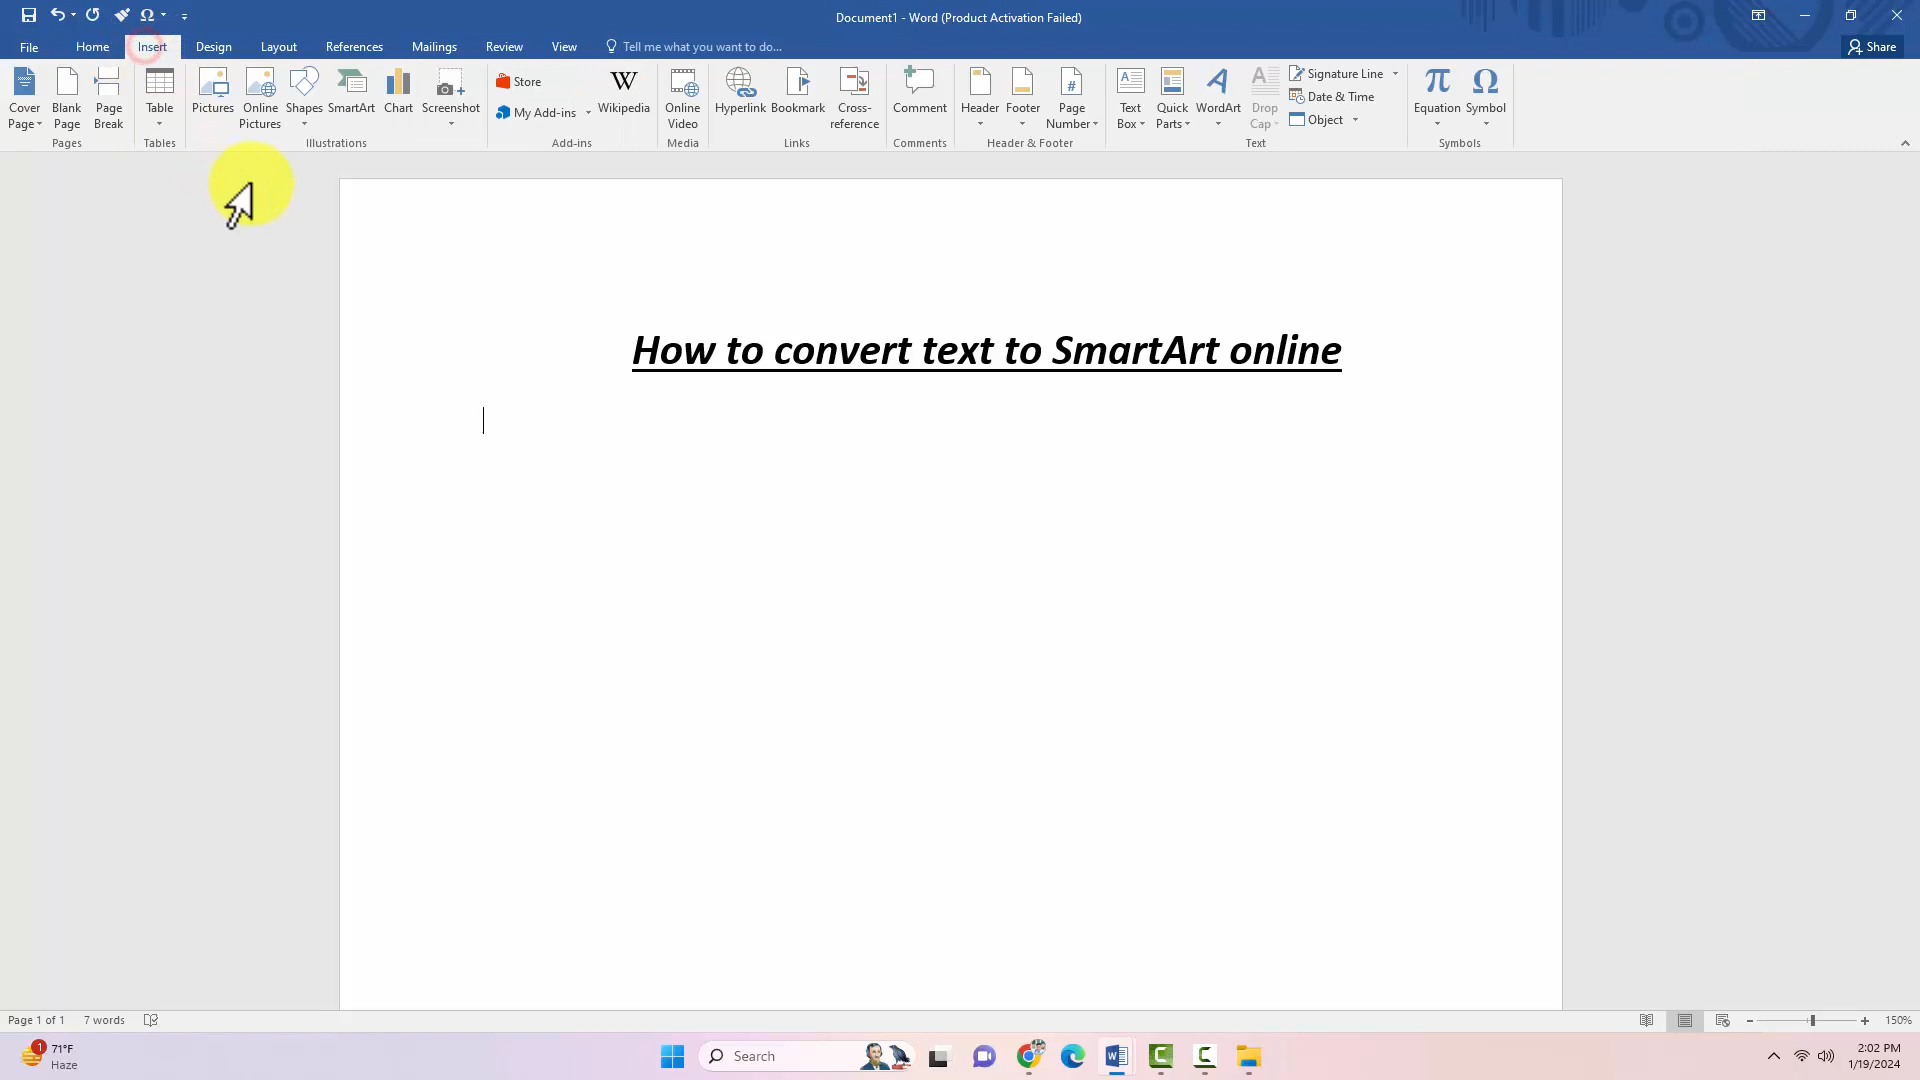 Document1 - Word (Product Activation Failed)
File Home Insert Design Layout References Mailings Review View Tell me what you want to do... Share
Cover Page Blank Page Page Break Table Pictures Online Pictures Shapes SmartArt Chart Screenshot Store My Add-ins Wikipedia Online Video Hyperlink Bookmark Cross-reference Comment Header Footer Page Number Text Box Quick Parts WordArt Drop Cap Signature Line Date & Time Object Equation Symbol
Pages Tables Illustrations Add-ins Media Links Comments Header & Footer Text Symbols
How to convert text to SmartArt online
Page 1 of 1 7 words 150%
1 71°F Search 2:02 PM
Haze 1/19/2024